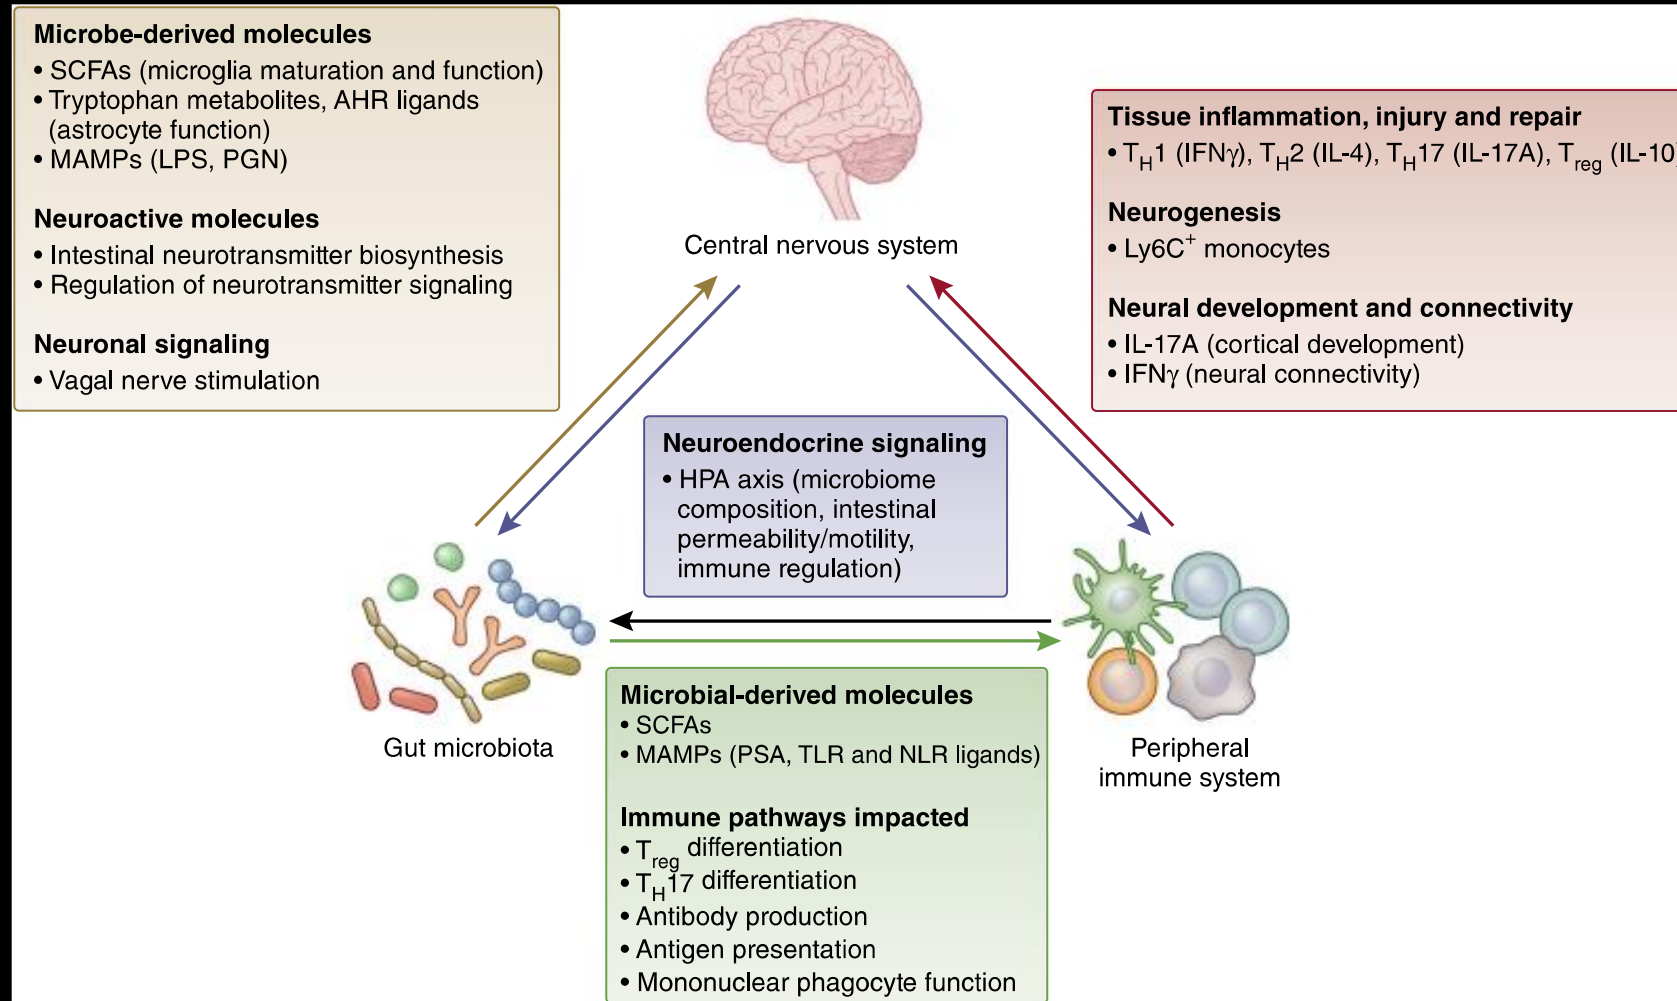 Microbe-derived molecules
• SCFAs (microglia maturation and function)
• Tryptophan metabolites, AHR ligands
(astrocyte function)
• MAMPs (LPS, PGN)
Neuroactive molecules
• Intestinal neurotransmitter biosynthesis
• Regulation of neurotransmitter signaling
Neuronal signaling
• Vagal nerve stimulation
Central nervous system
Tissue inflammation, injury and repair
• TH1 (IFNγ), TH2 (IL-4), TH17 (IL-17A), Treg (IL-10)
Neurogenesis
• Ly6C+ monocytes
Neural development and connectivity
• IL-17A (cortical development)
• IFNγ (neural connectivity)
Neuroendocrine signaling
• HPA axis (microbiome
composition, intestinal
permeability/motility,
immune regulation)
Gut microbiota
Peripheral
immune system
Microbial-derived molecules
• SCFAs
• MAMPs (PSA, TLR and NLR ligands)
Immune pathways impacted
• Treg differentiation
• TH17 differentiation
• Antibody production
• Antigen presentation
• Mononuclear phagocyte function